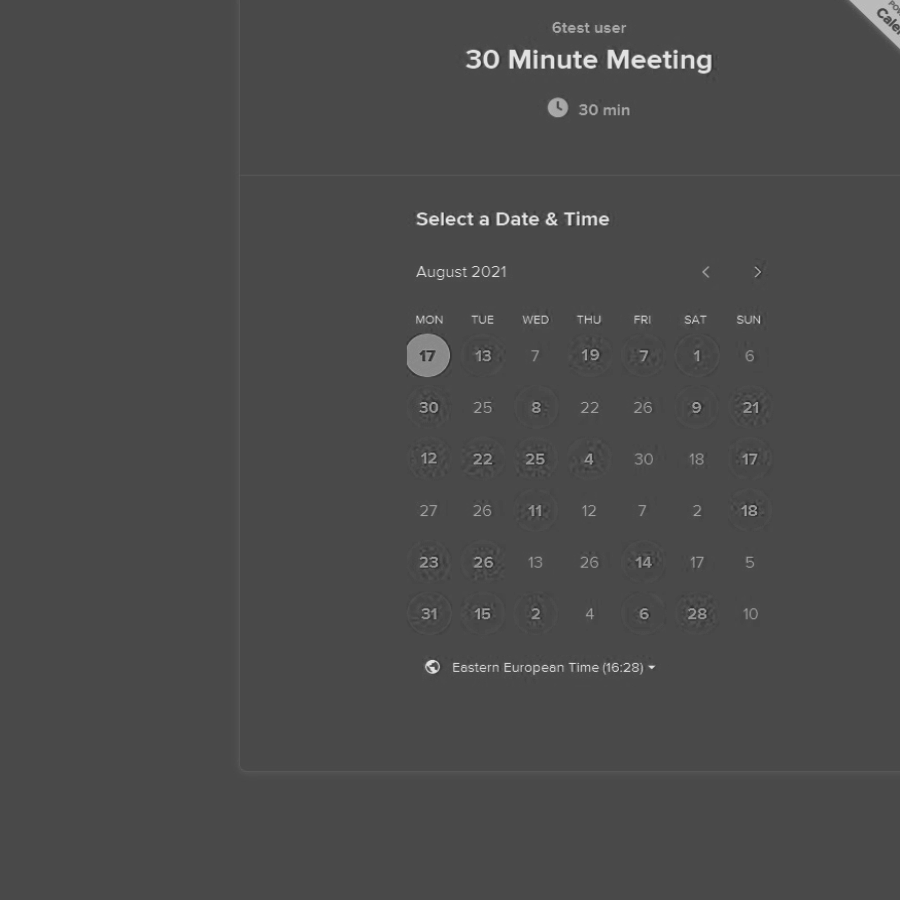 6test user
30 Minute Meeting
30 min
Select a Date & Time
August 2021
MON TUE WED THU FRI SAT SUN
17 13 7 19 7 1 6
30 25 8 22 26 9 21
12 22 25 4 30 18 17
27 26 11 12 7 2 18
23 26 13 26 14 17 5
31 15 2 4 6 28 10
Eastern European Time (16:28)